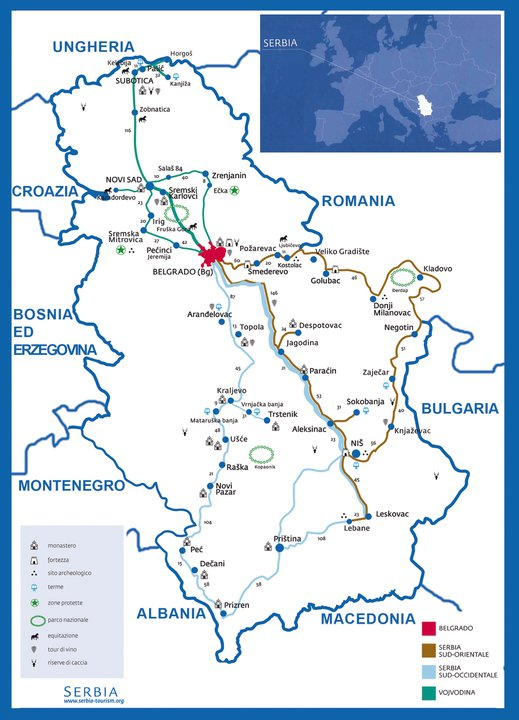 UNGHERIA
Horgoš
Kelebija
Palić
SUBOTICA
Kanjiža
Zobnatica
116
SERBIA
Salaš 84
NOVI SAD
Zrenjanin
Ečka
CROAZIA
Karađorđevo
Sremski
Karlovci
ROMANIA
Irig
Fruška Gora
Sremska
Mitrovica
Pećinci
Jeremija
BELGRADO (Bg)
Požarevac
Ljubičevo
Kostolac
Smederevo
Veliko Gradište
Golubac
Kladovo
Đerdap
Donji
Milanovac
BOSNIA
ED
ERZEGOVINA
Aranđelovac
Topola
Despotovac
Jagodina
Negotin
Paraćin
Zaječar
Kraljevo
Vrnjačka banja
Mataruška banja
Trstenik
Sokobanja
BULGARIA
Aleksinac
Knjaževac
Ušće
NIŠ
Kopaonik
Raška
MONTENEGRO
Novi
Pazar
Leskovac
Lebane
Priština
Peć
Dečani
Prizren
ALBANIA
MACEDONIA
monastero
fortezza
sito archeologico
terme
zone protette
parco nazionale
equitazione
tour di vino
riserve di caccia
BELGRADO
SERBIA
SUD-ORIENTALE
SERBIA
SUD-OCCIDENTALE
VOJVODINA
SERBIA
www.serbia-tourism.org